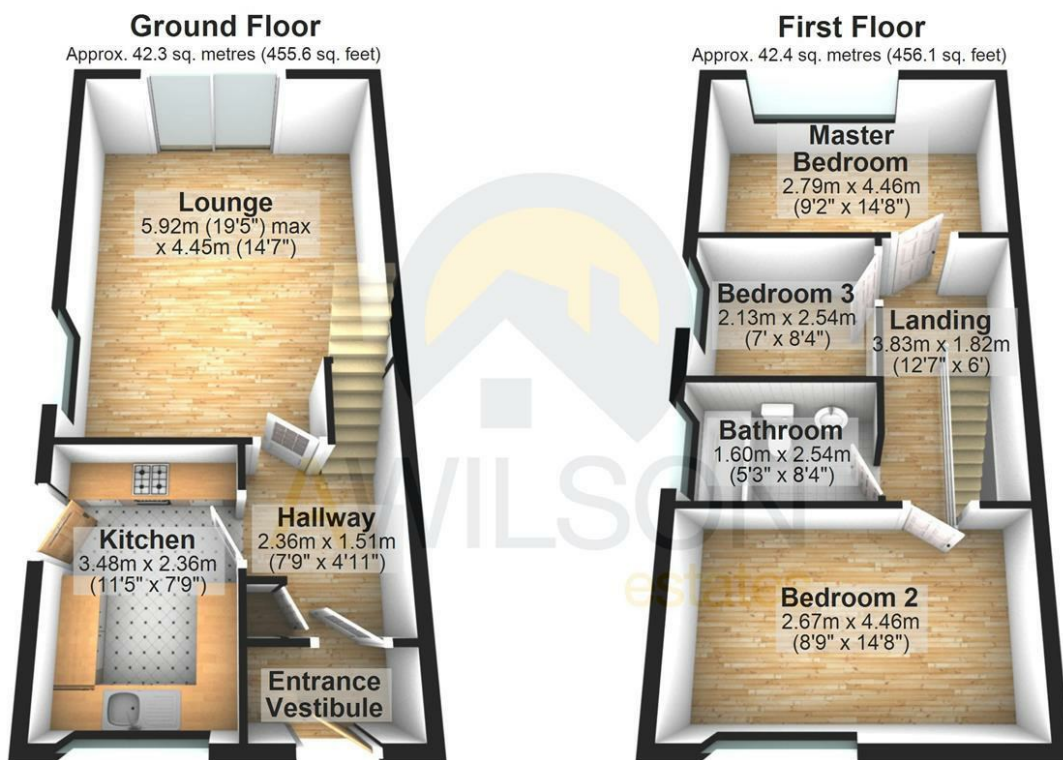 Ground Floor
Approx. 42.3 sq. metres (455.6 sq. feet)
Lounge
5.92m (19'5") max
x 4.45m (14'7")
Kitchen
3.48m x 2.36m
(11'5" x 7'9")
Hallway
2.36m x 1.51m
(7'9" x 4'11")
Entrance
Vestibule
First Floor
Approx. 42.4 sq. metres (456.1 sq. feet)
Master
Bedroom
2.79m x 4.46m
(9'2" x 14'8")
Bedroom 3
2.13m x 2.54m
(7' x 8'4")
Landing
3.83m x 1.82m
(12'7" x 6')
Bathroom
1.60m x 2.54m
(5'3" x 8'4")
Bedroom 2
2.67m x 4.46m
(8'9" x 14'8")
AWILSON
estates